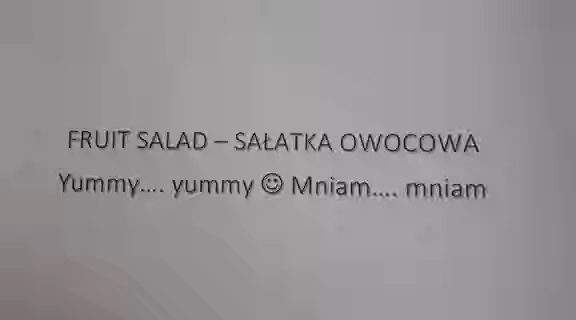 FRUIT SALAD – SAŁATKA OWOCOWA
Yummy.... yummy ☺ Mniam.... mniam